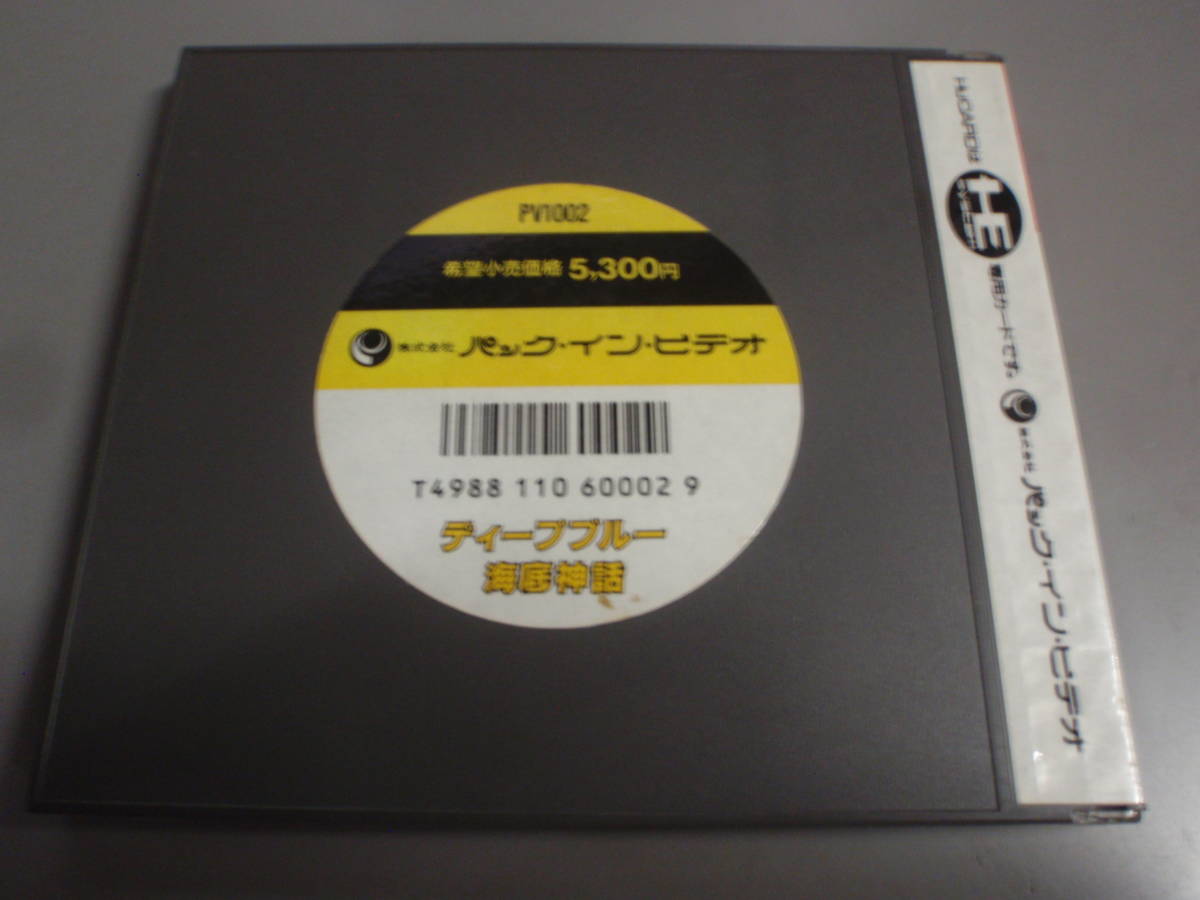 PV1002
希望小売価格 5,300円
株式会社 パック・イン・ビデオ
T4988 110 60002 9
ディープブルー
海底神話
HuCARDは
HE
SYSTEM
専用カードです。
株式会社 パック・イン・ビデオ